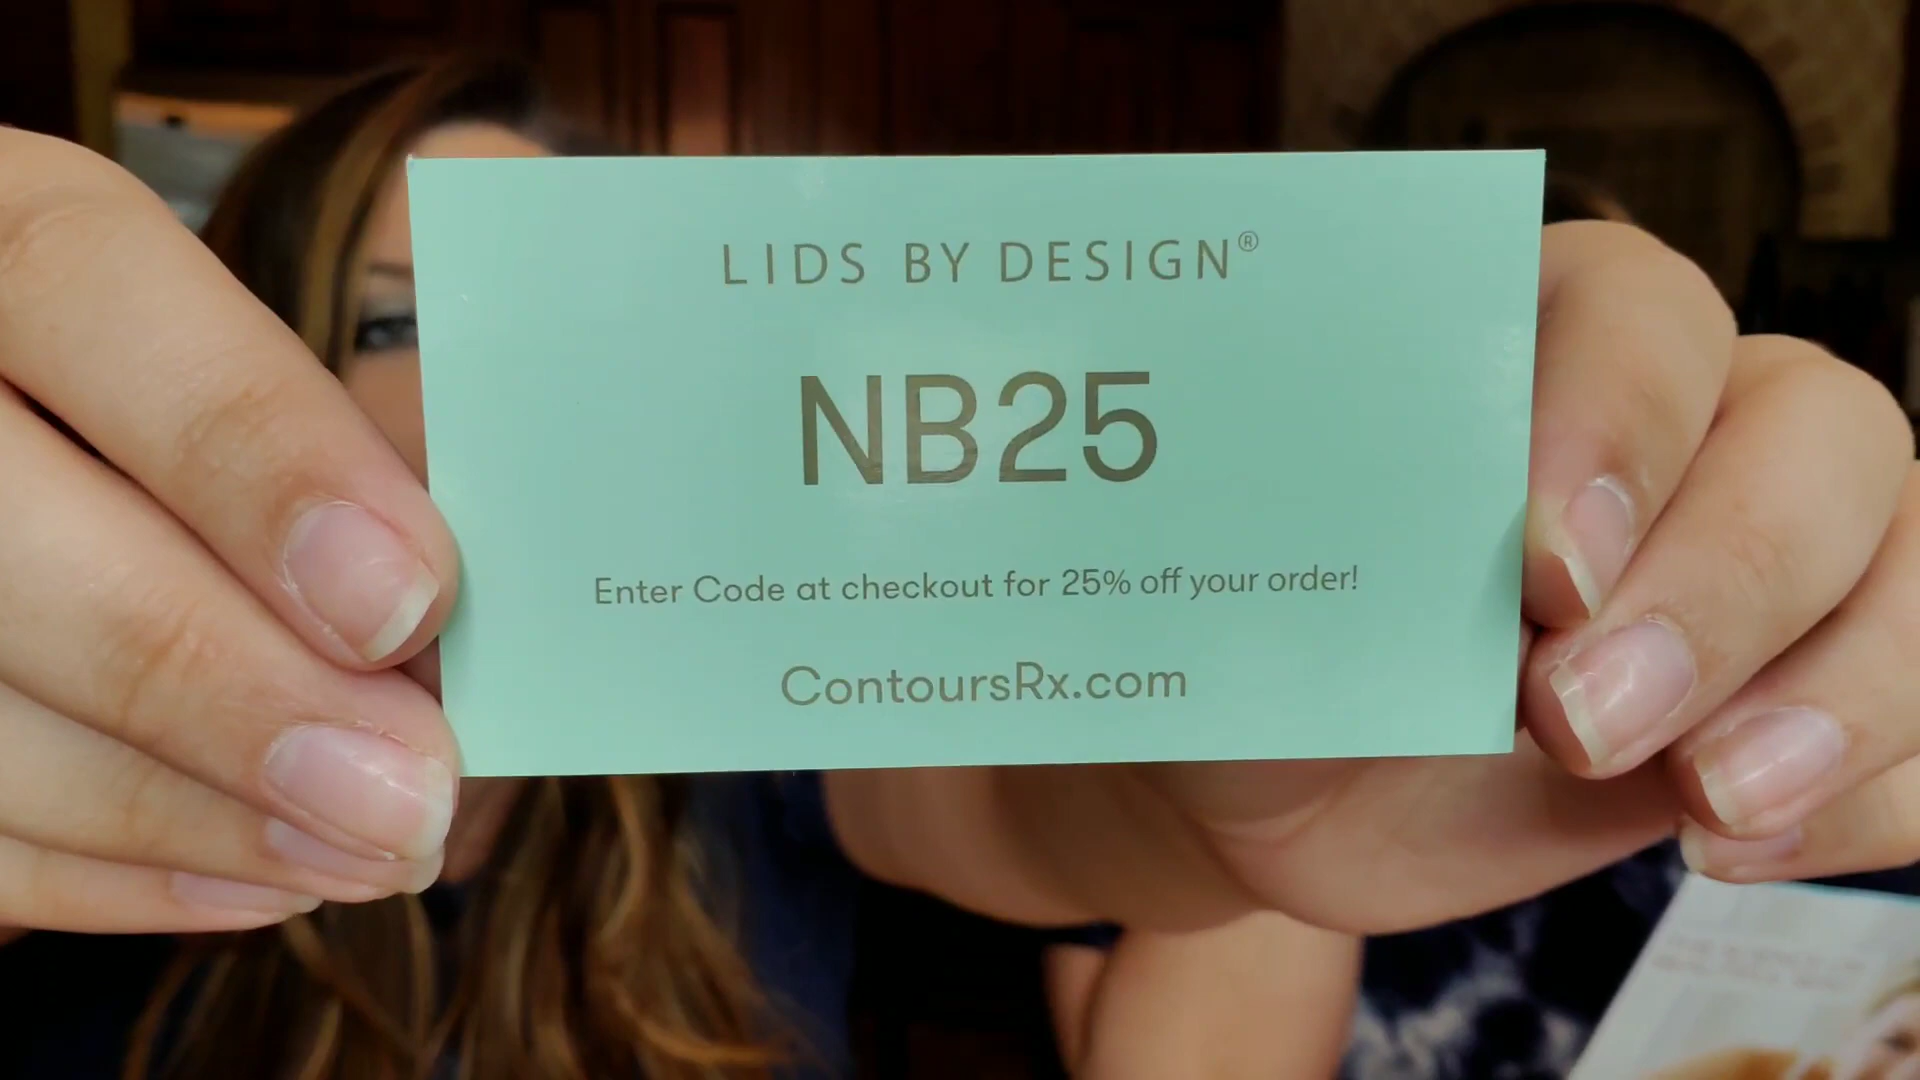 LIDS BY DESIGN®
NB25
Enter Code at checkout for 25% off your order!
ContoursRx.com